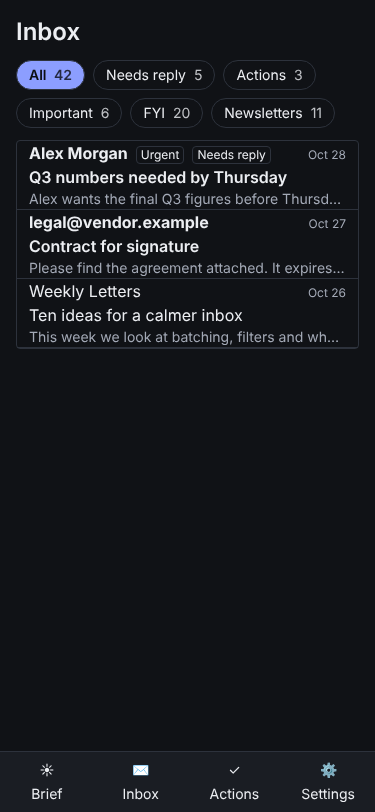 Inbox
All 42 Needs reply 5 Actions 3
Important 6 FYI 20 Newsletters 11
Alex Morgan Urgent Needs reply Oct 28
Q3 numbers needed by Thursday
Alex wants the final Q3 figures before Thursd...
legal@vendor.example Oct 27
Contract for signature
Please find the agreement attached. It expires...
Weekly Letters Oct 26
Ten ideas for a calmer inbox
This week we look at batching, filters and wh...
Brief Inbox Actions Settings